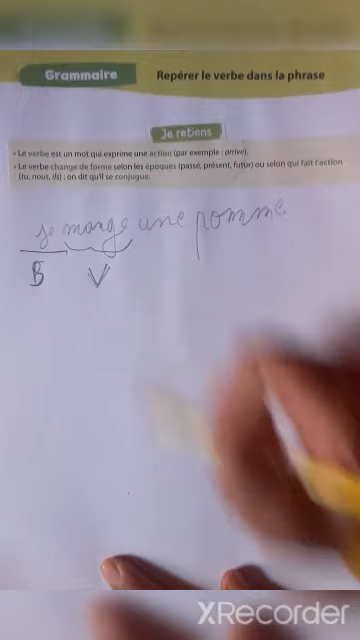 Grammaire Repérer le verbe dans la phrase
Je retiens
• Le verbe est un mot qui exprime une action (par exemple : arrive).
• Le verbe change de forme selon les époques (passé, présent, futur) ou selon qui fait l'action
(tu, nous, ils) : on dit qu'il se conjugue.
je mange une pomme
B V
XRecorder